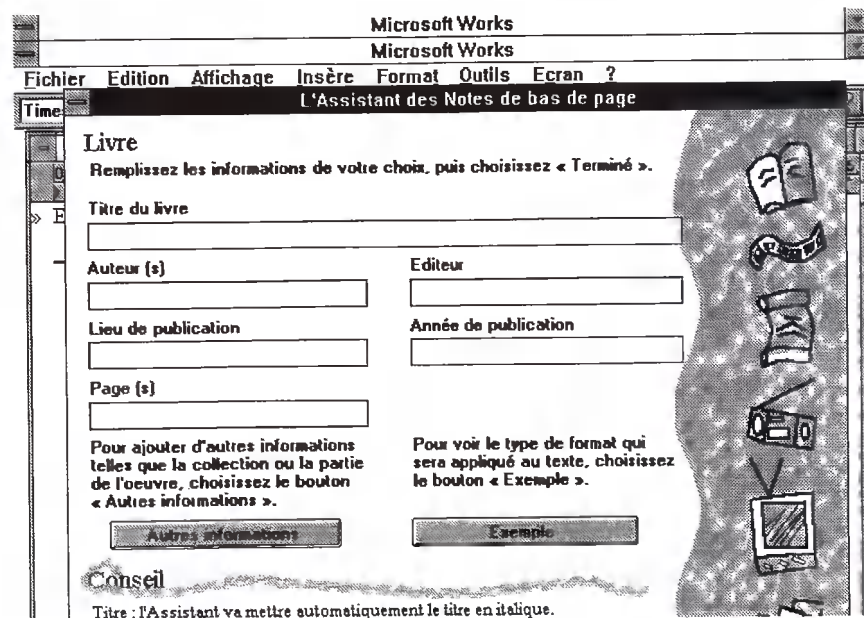 Microsoft Works
Microsoft Works
Fichier Edition Affichage Insère Format Outils Ecran ?
Time
L'Assistant des Notes de bas de page
Livre
Remplissez les informations de votre choix, puis choisissez « Terminé ».
» E
Titre du livre
Auteur (s) Editeur
Lieu de publication Année de publication
Page (s)
Pour ajouter d'autres informations
telles que la collection ou la partie
de l'oeuvre, choisissez le bouton
« Autres informations ».
Pour voir le type de format qui
sera appliqué au texte, choisissez
le bouton « Exemple ».
Autres informations Exemple
Conseil
Titre : l'Assistant va mettre automatiquement le titre en italique.